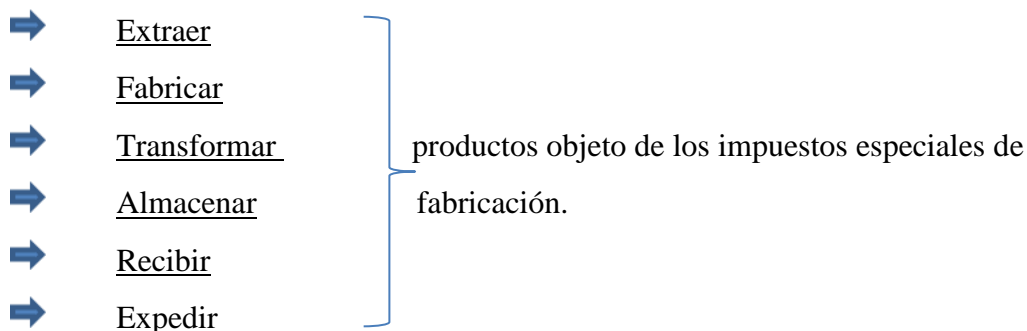 Extraer
Fabricar
Transformar productos objeto de los impuestos especiales de
Almacenar fabricación.
Recibir
Expedir